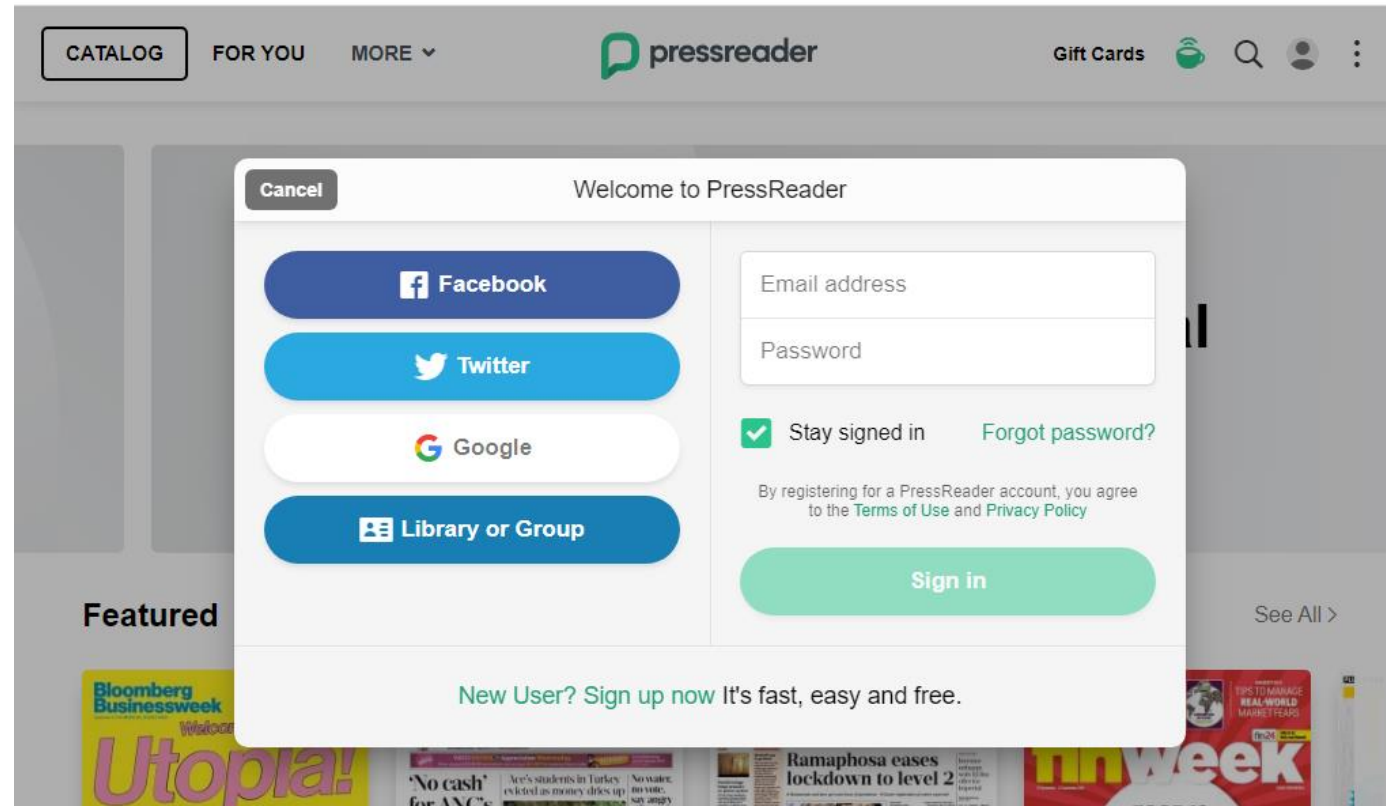 CATALOG FOR YOU MORE pressreader Gift Cards
Cancel Welcome to PressReader
Facebook
Twitter
Google
Library or Group
Email address
Password
Stay signed in Forgot password?
By registering for a PressReader account, you agree
to the Terms of Use and Privacy Policy
Sign in
al
Featured See All >
New User? Sign up now It's fast, easy and free.
Bloomberg
Businessweek
Utopia!
'No cash'
for ANC's
Ace's students in Turkey
evicted as money dries up
No water,
no vote,
say angry
Ramaphosa eases
lockdown to level 2
TIPS TO MANAGE
REAL-WORLD
MARKET FEARS
fin24
finweek